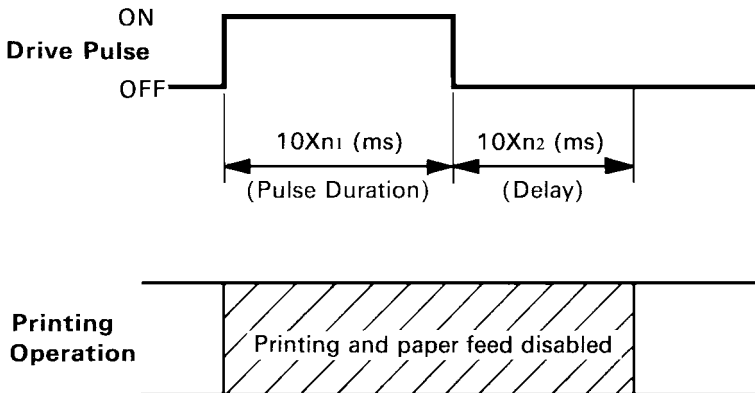 ON
Drive Pulse
OFF
10Xn1 (ms)
10Xn2 (ms)
(Pulse Duration)
(Delay)
Printing
Operation
Printing and paper feed disabled